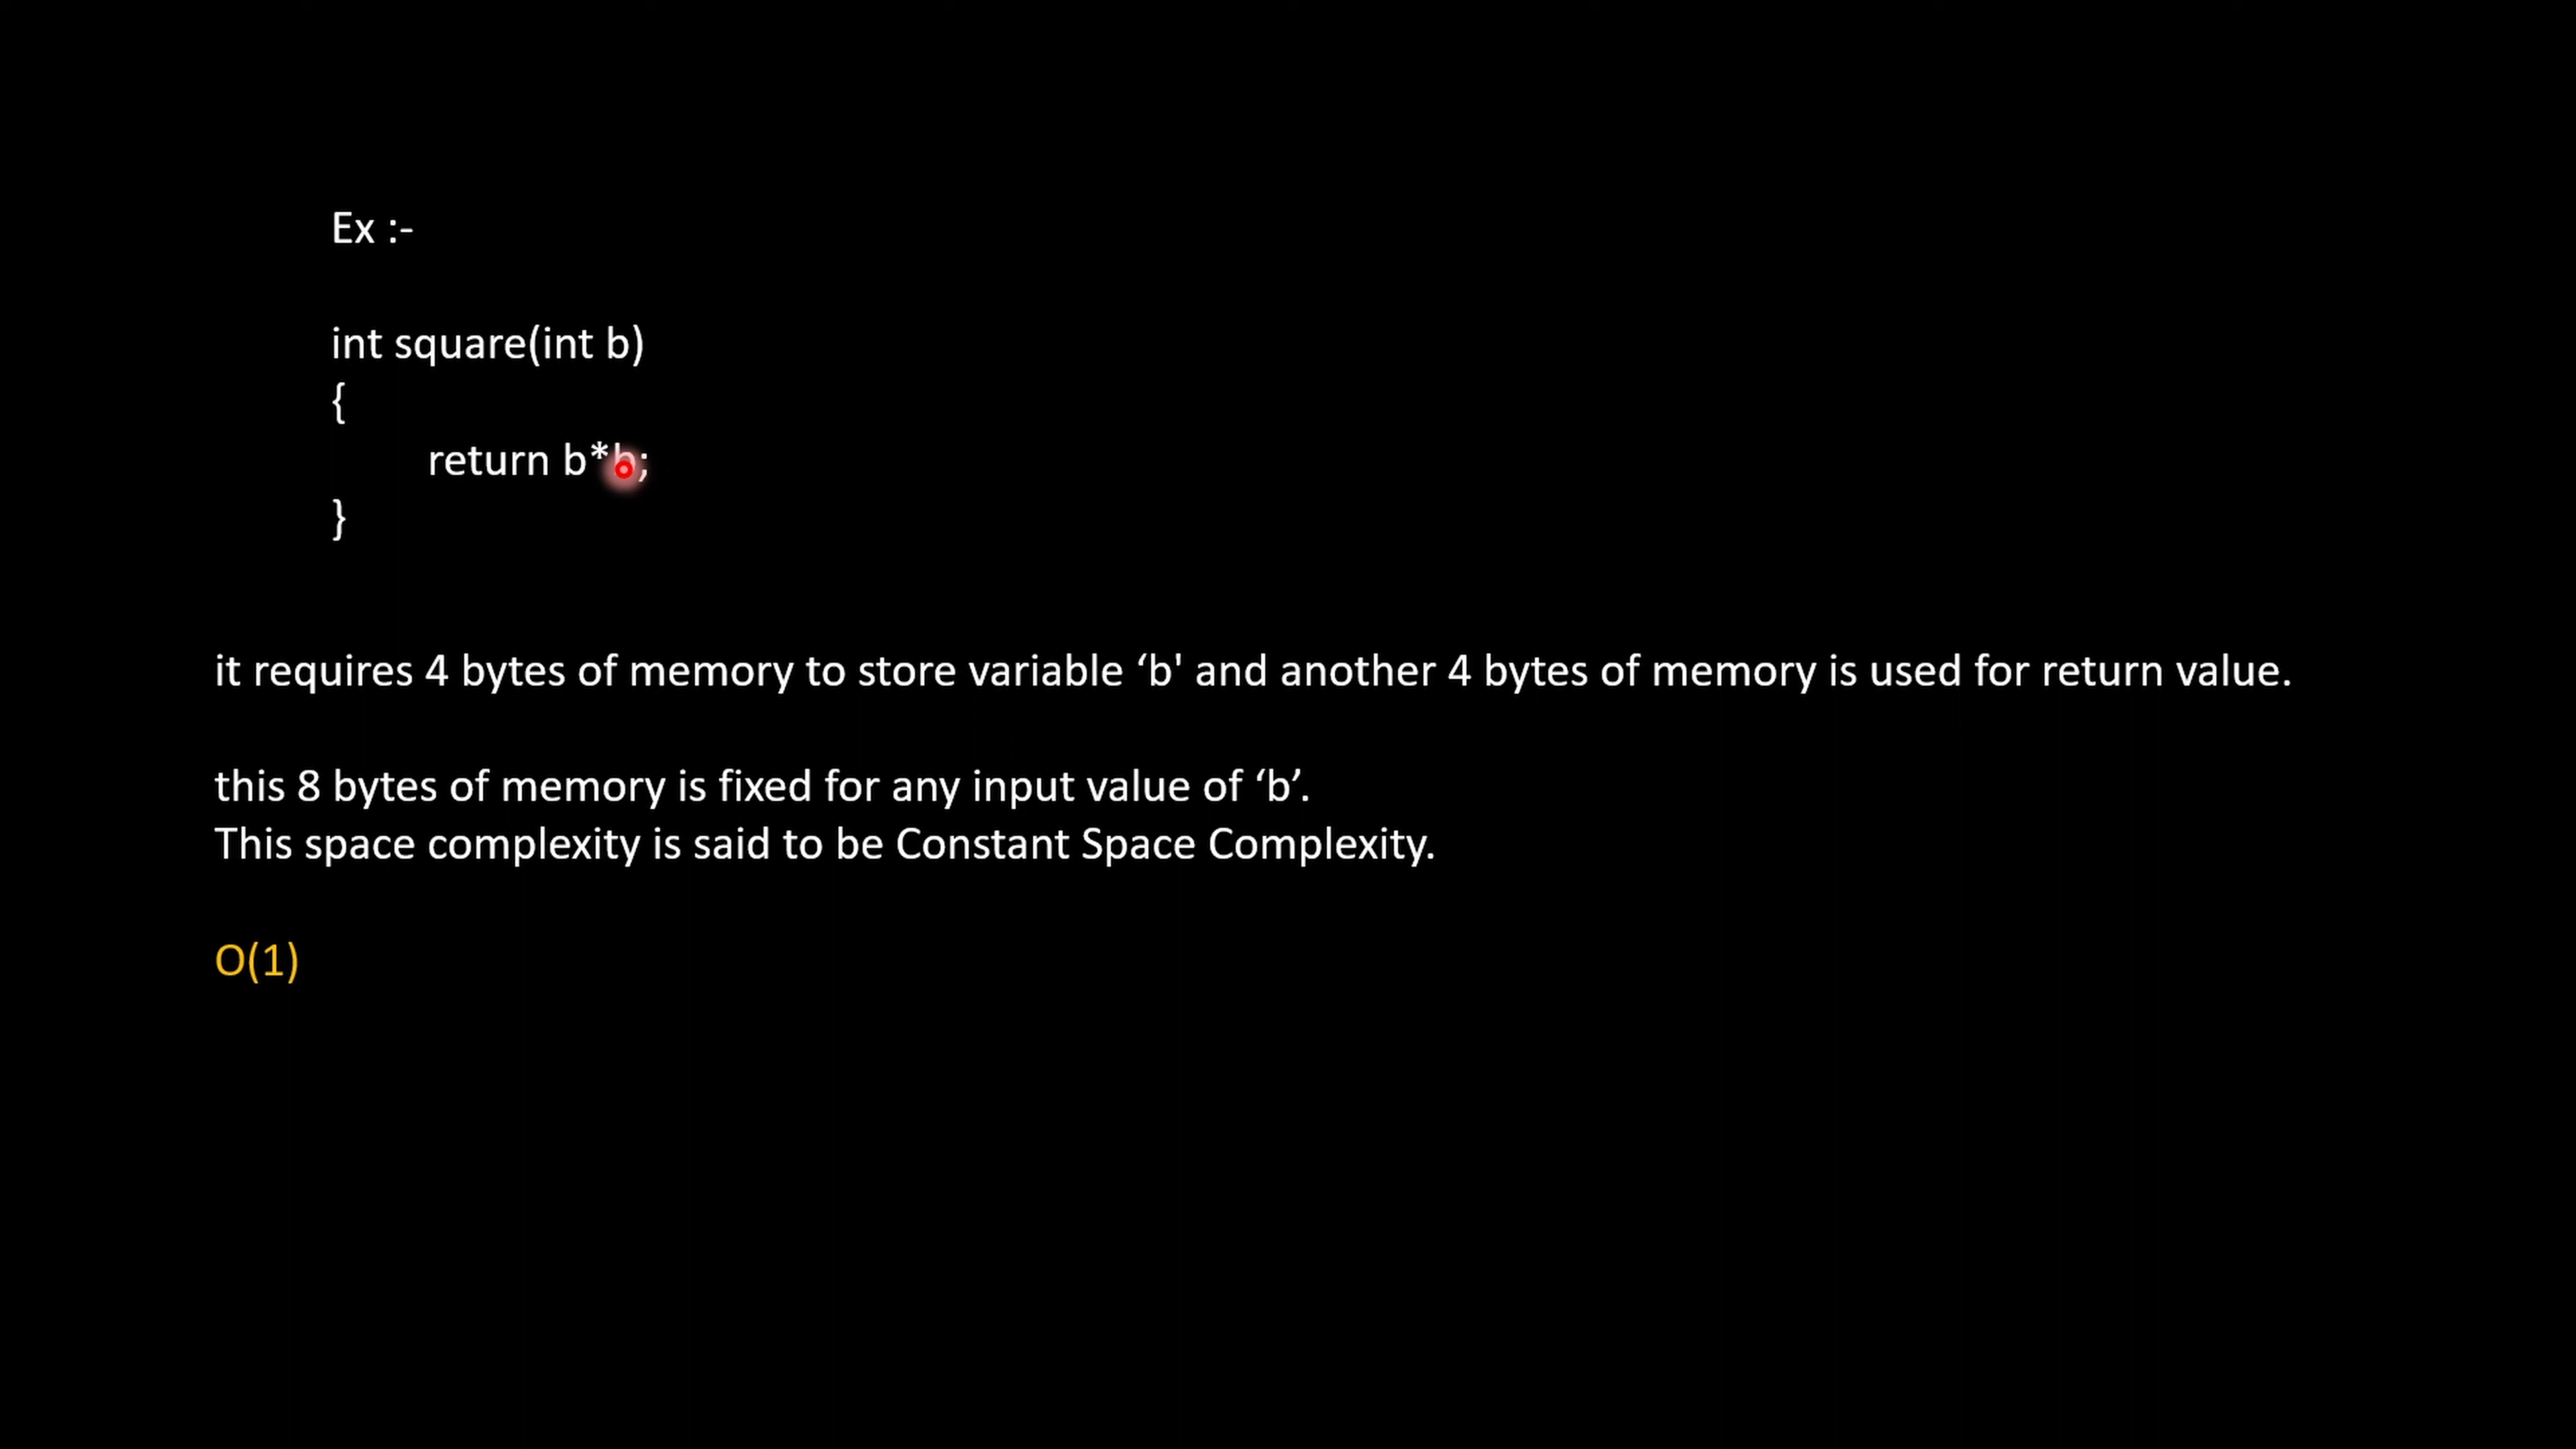 Ex :-
int square(int b)
{
return b*b;
}
it requires 4 bytes of memory to store variable ‘b' and another 4 bytes of memory is used for return value.
this 8 bytes of memory is fixed for any input value of ‘b’.
This space complexity is said to be Constant Space Complexity.
O(1)